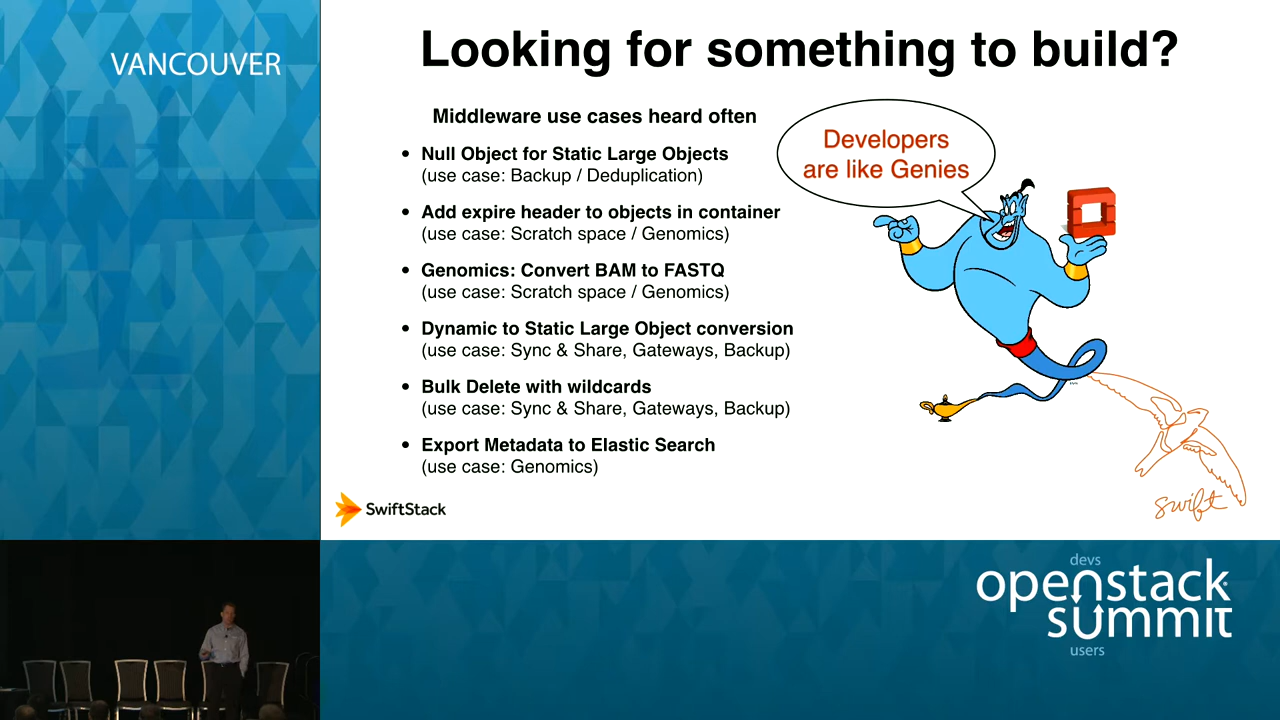 VANCOUVER
Looking for something to build?
Middleware use cases heard often
• Null Object for Static Large Objects
(use case: Backup / Deduplication)
• Add expire header to objects in container
(use case: Scratch space / Genomics)
• Genomics: Convert BAM to FASTQ
(use case: Scratch space / Genomics)
• Dynamic to Static Large Object conversion
(use case: Sync & Share, Gateways, Backup)
• Bulk Delete with wildcards
(use case: Sync & Share, Gateways, Backup)
• Export Metadata to Elastic Search
(use case: Genomics)
Developers
are like Genies
swift
SwiftStack
devs
openstack
summit
users